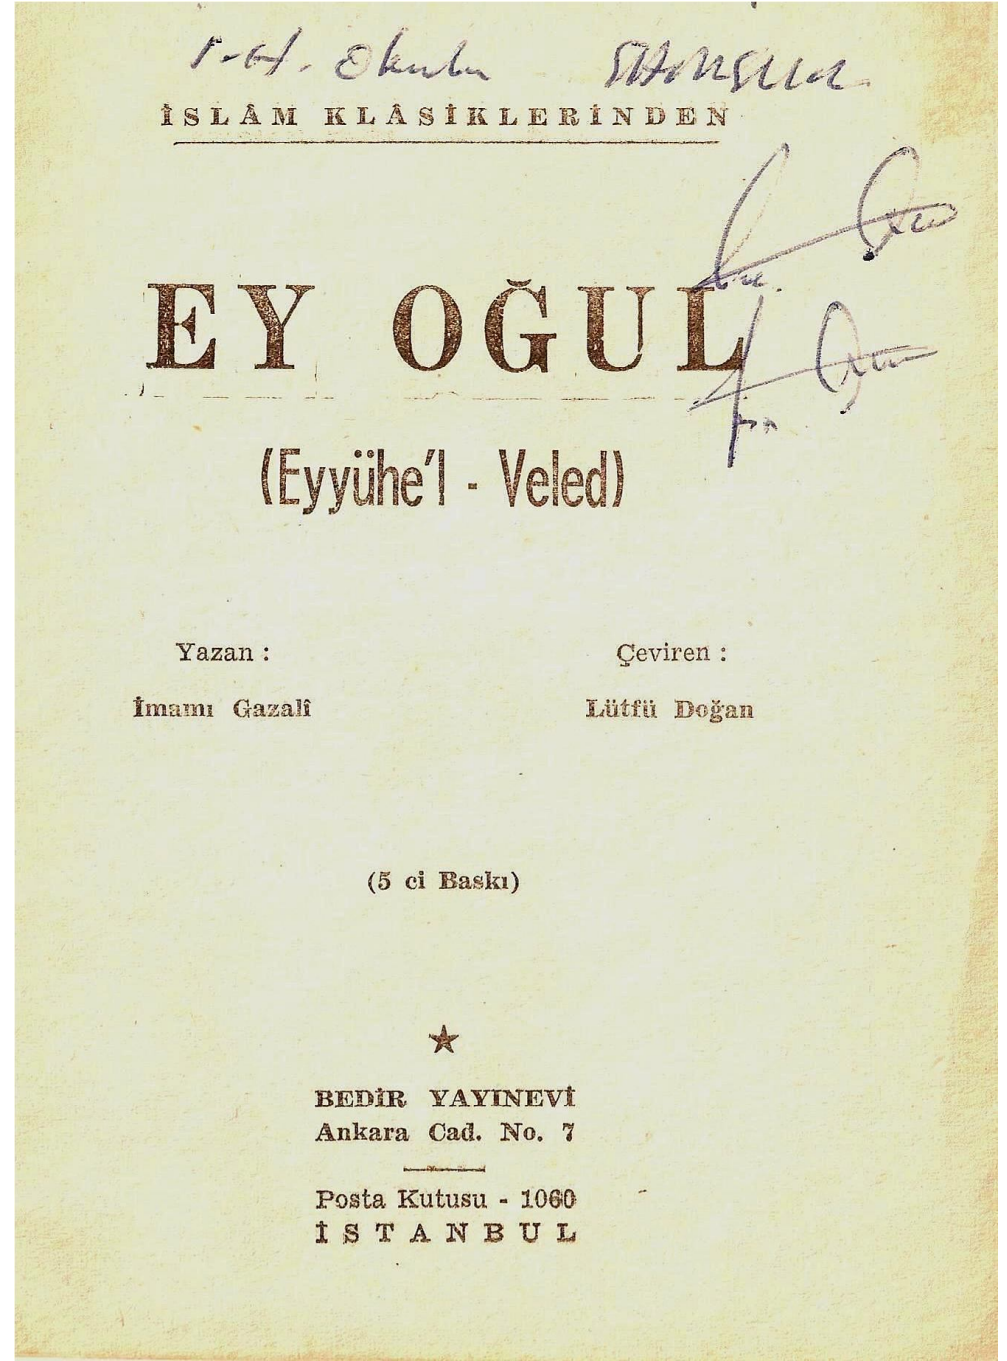 İSLÂM KLÂSİKLERİNDEN
EY OĞUL
(Eyyühe'l - Veled)
Yazan :
İmamı Gazalî
Çeviren :
Lütfü Doğan
(5 ci Baskı)
BEDİR YAYINEVİ
Ankara Cad. No. 7
Posta Kutusu - 1060
İSTANBUL